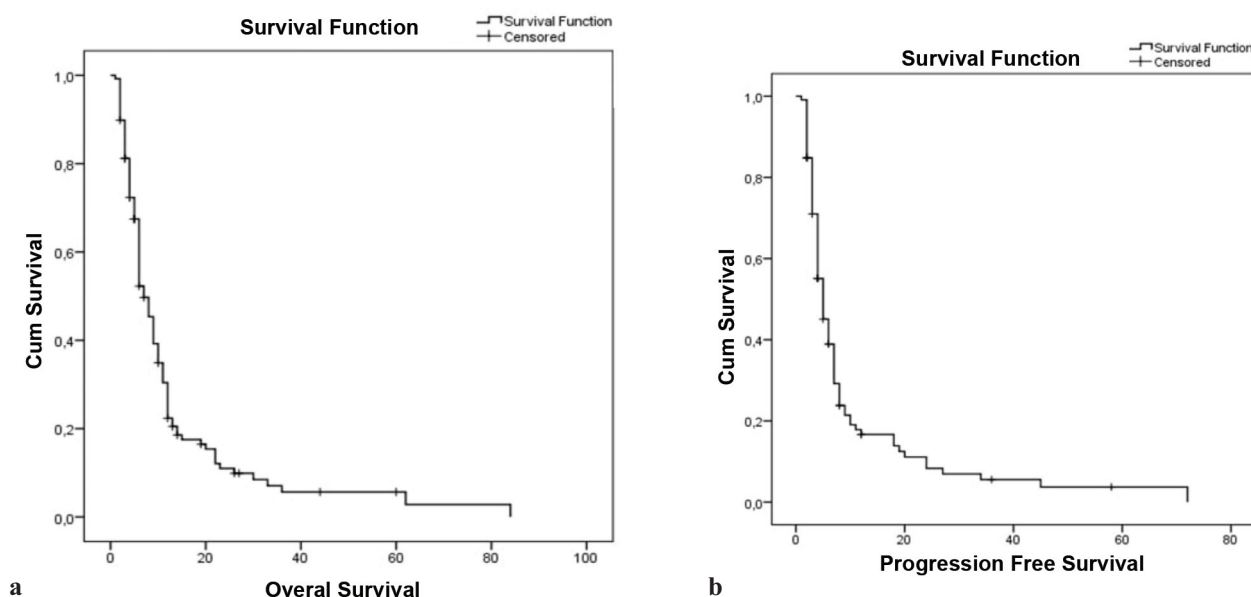 Survival Function
Survival Function
Censored
1,0
0,8
0,6
0,4
0,2
0,0
Cum Survival
0 20 40 60 80 100
Overal Survival
a
Survival Function
Survival Function
Censored
1,0
0,8
0,6
0,4
0,2
0,0
Cum Survival
0 20 40 60 80
Progression Free Survival
b